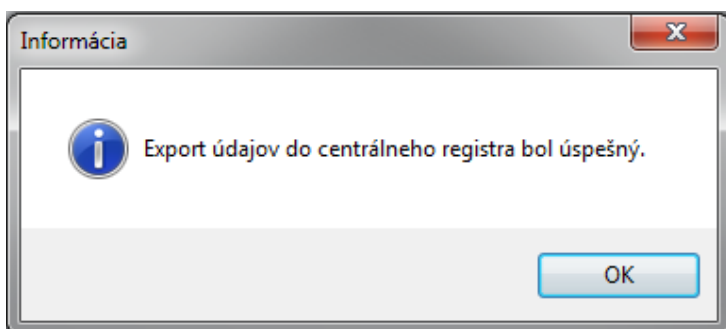 Informácia
Export údajov do centrálneho registra bol úspešný.
OK